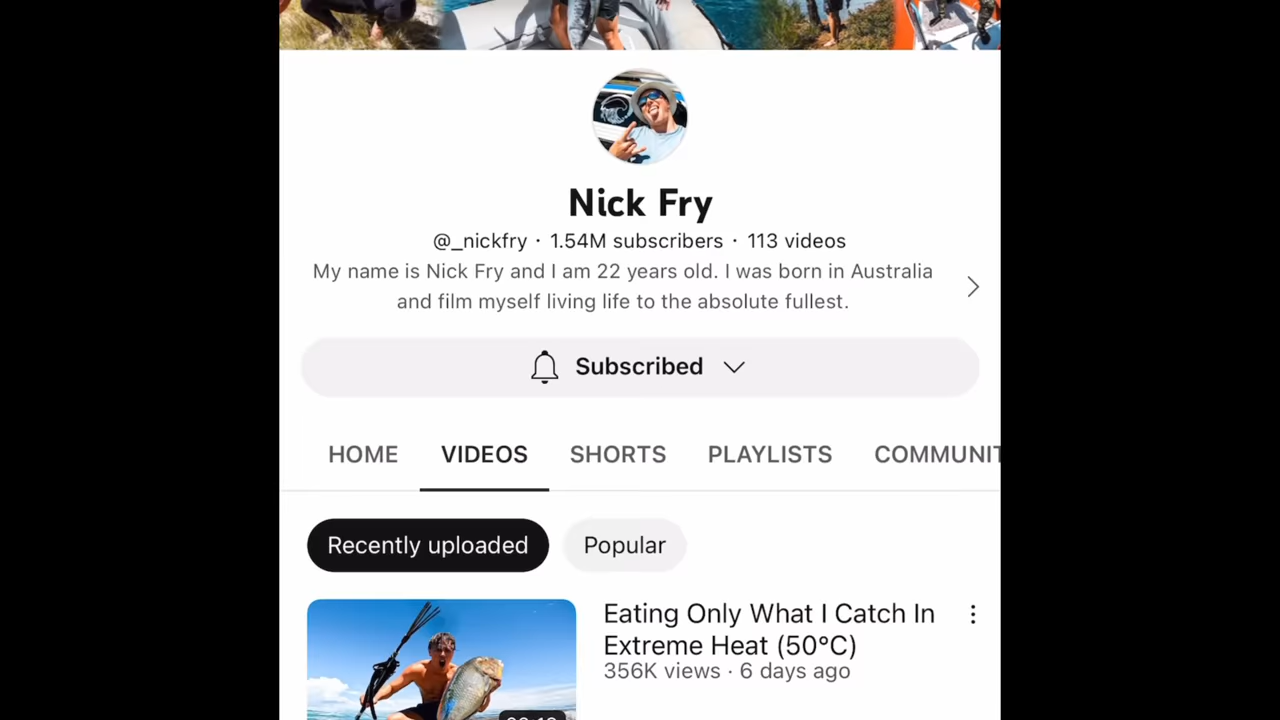 Nick Fry
@_nickfry · 1.54M subscribers · 113 videos
My name is Nick Fry and I am 22 years old. I was born in Australia
and film myself living life to the absolute fullest.
Subscribed
HOME VIDEOS SHORTS PLAYLISTS COMMUNIT
Recently uploaded Popular
Eating Only What I Catch In
Extreme Heat (50°C)
356K views · 6 days ago